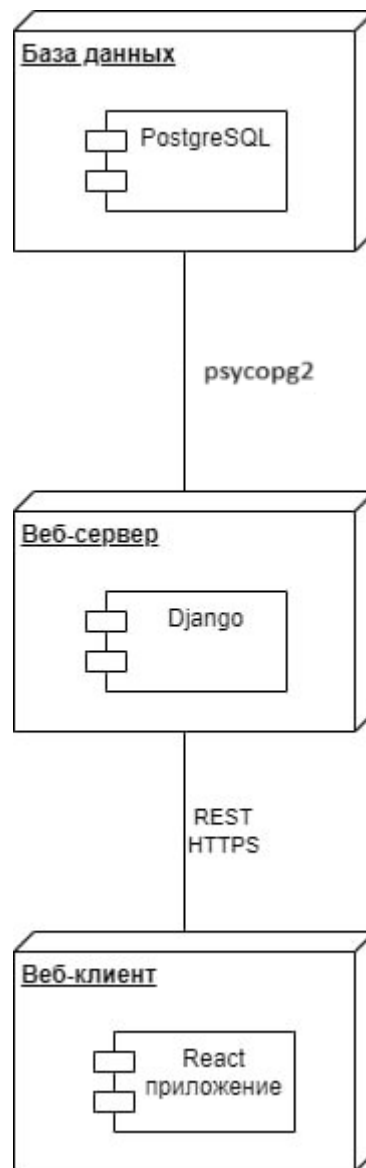 База данных
PostgreSQL
psycopg2
Веб-сервер
Django
REST
HTTPS
Веб-клиент
React
приложение